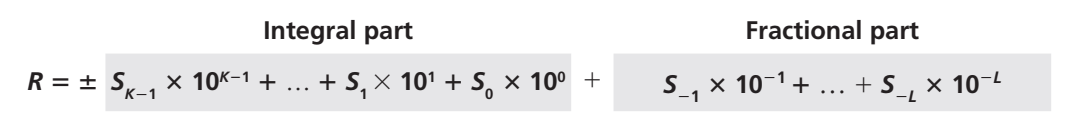 Integral part Fractional part
R = ± S_{K−1} × 10^{K−1} + … + S_1 × 10^1 + S_0 × 10^0 + S_{−1} × 10^{−1} + … + S_{−L} × 10^{−L}